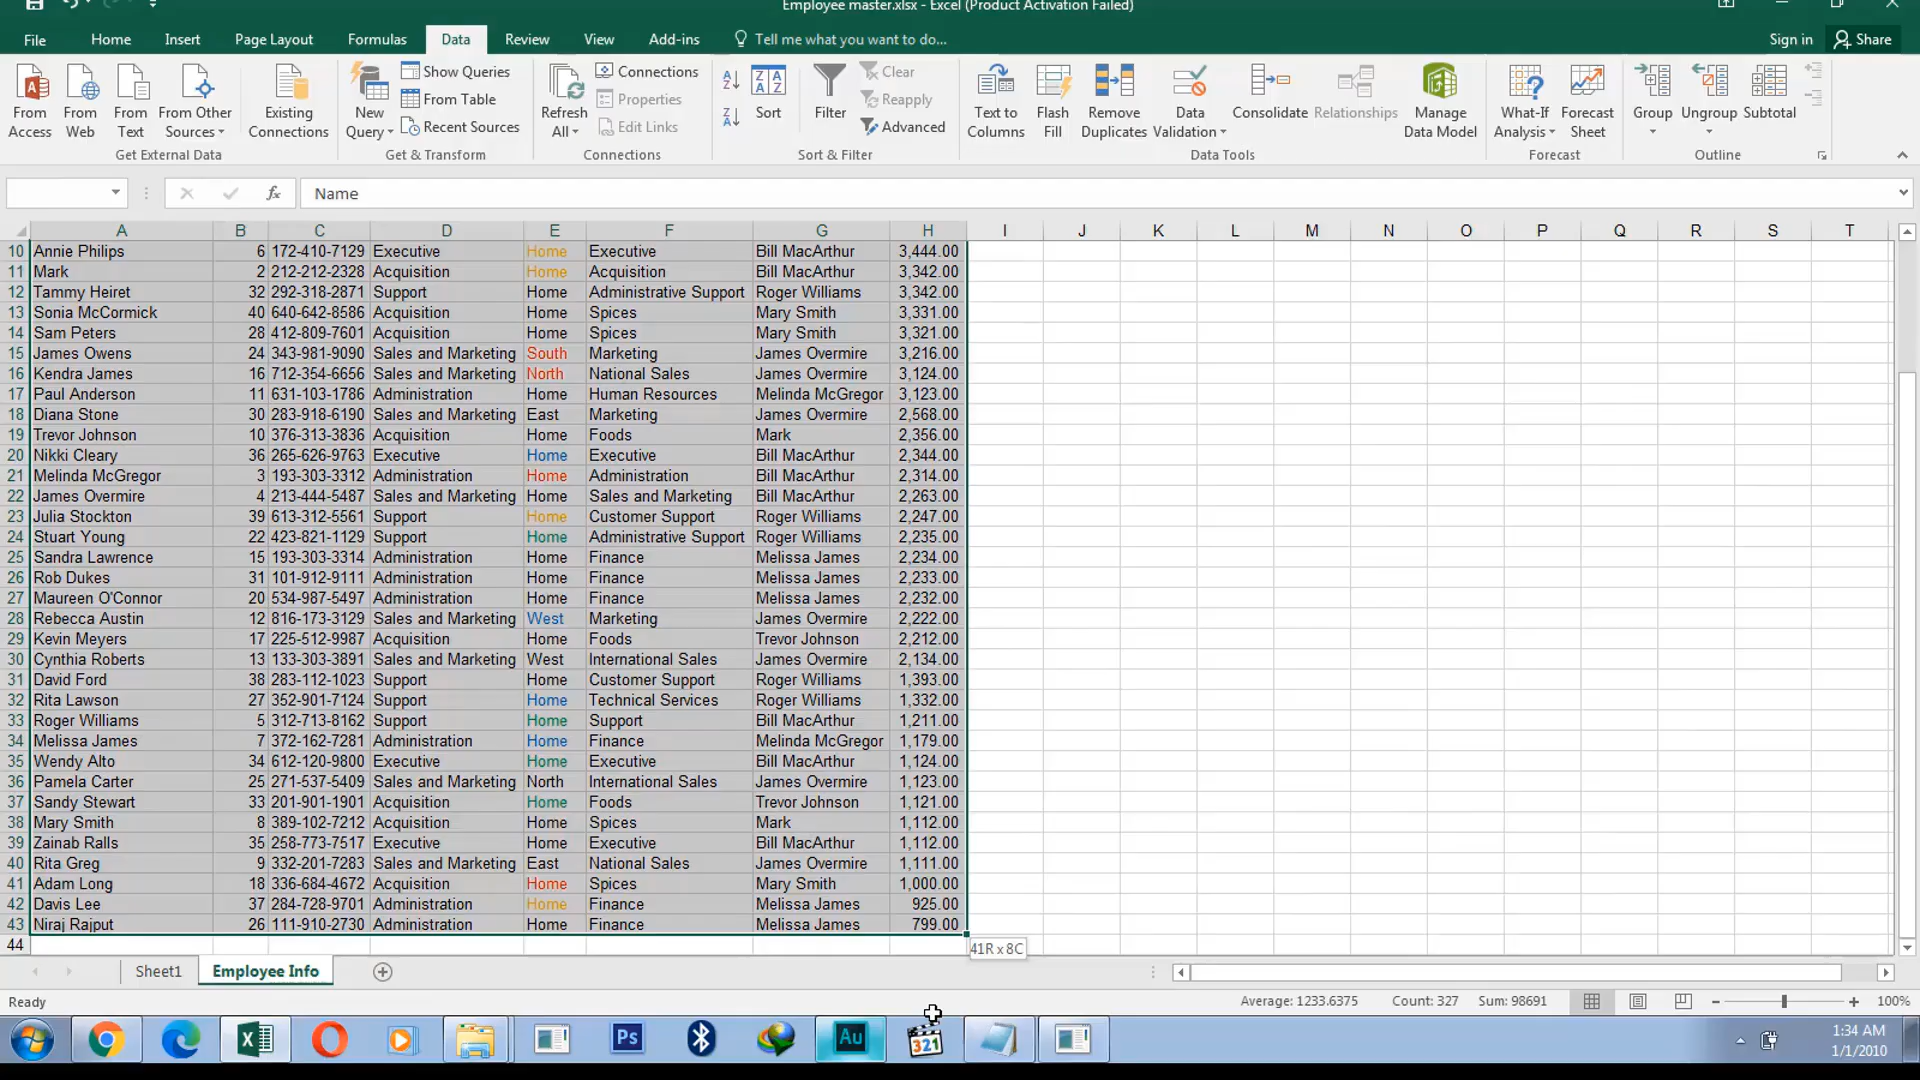 Employee master.xlsx - Excel (Product Activation Failed)
File Home Insert Page Layout Formulas Data Review View Add-ins Tell me what you want to do... Sign in Share
From Access From Web From Text From Other Sources Existing Connections New Query Show Queries From Table Recent Sources Refresh All Connections Properties Edit Links Sort Filter Clear Reapply Advanced Text to Columns Flash Fill Remove Duplicates Data Validation Consolidate Relationships Manage Data Model What-If Analysis Forecast Sheet Group Ungroup Subtotal
Get External Data Get & Transform Connections Sort & Filter Data Tools Forecast Outline
fx Name
A B C D E F G H I J K L M N O P Q R S T
10 Annie Philips 6 172-410-7129 Executive Home Executive Bill MacArthur 3,444.00
11 Mark 2 212-212-2328 Acquisition Home Acquisition Bill MacArthur 3,342.00
12 Tammy Heiret 32 292-318-2871 Support Home Administrative Support Roger Williams 3,342.00
13 Sonia McCormick 40 640-642-8586 Acquisition Home Spices Mary Smith 3,331.00
14 Sam Peters 28 412-809-7601 Acquisition Home Spices Mary Smith 3,321.00
15 James Owens 24 343-981-9090 Sales and Marketing South Marketing James Overmire 3,216.00
16 Kendra James 16 712-354-6656 Sales and Marketing North National Sales James Overmire 3,124.00
17 Paul Anderson 11 631-103-1786 Administration Home Human Resources Melinda McGregor 3,123.00
18 Diana Stone 30 283-918-6190 Sales and Marketing East Marketing James Overmire 2,568.00
19 Trevor Johnson 10 376-313-3836 Acquisition Home Foods Mark 2,356.00
20 Nikki Cleary 36 265-626-9763 Executive Home Executive Bill MacArthur 2,344.00
21 Melinda McGregor 3 193-303-3312 Administration Home Administration Bill MacArthur 2,314.00
22 James Overmire 4 213-444-5487 Sales and Marketing Home Sales and Marketing Bill MacArthur 2,263.00
23 Julia Stockton 39 613-312-5561 Support Home Customer Support Roger Williams 2,247.00
24 Stuart Young 22 423-821-1129 Support Home Administrative Support Roger Williams 2,235.00
25 Sandra Lawrence 15 193-303-3314 Administration Home Finance Melissa James 2,234.00
26 Rob Dukes 31 101-912-9111 Administration Home Finance Melissa James 2,233.00
27 Maureen O'Connor 20 534-987-5497 Administration Home Finance Melissa James 2,232.00
28 Rebecca Austin 12 816-173-3129 Sales and Marketing West Marketing James Overmire 2,222.00
29 Kevin Meyers 17 225-512-9987 Acquisition Home Foods Trevor Johnson 2,212.00
30 Cynthia Roberts 13 133-303-3891 Sales and Marketing West International Sales James Overmire 2,134.00
31 David Ford 38 283-112-1023 Support Home Customer Support Roger Williams 1,393.00
32 Rita Lawson 27 352-901-7124 Support Home Technical Services Roger Williams 1,332.00
33 Roger Williams 5 312-713-8162 Support Home Support Bill MacArthur 1,211.00
34 Melissa James 7 372-162-7281 Administration Home Finance Melinda McGregor 1,179.00
35 Wendy Alto 34 612-120-9800 Executive Home Executive Bill MacArthur 1,124.00
36 Pamela Carter 25 271-537-5409 Sales and Marketing North International Sales James Overmire 1,123.00
37 Sandy Stewart 33 201-901-1901 Acquisition Home Foods Trevor Johnson 1,121.00
38 Mary Smith 8 389-102-7212 Acquisition Home Spices Mark 1,112.00
39 Zainab Ralls 35 258-773-7517 Executive Home Executive Bill MacArthur 1,112.00
40 Rita Greg 9 332-201-7283 Sales and Marketing East National Sales James Overmire 1,111.00
41 Adam Long 18 336-684-4672 Acquisition Home Spices Mary Smith 1,000.00
42 Davis Lee 37 284-728-9701 Administration Home Finance Melissa James 925.00
43 Niraj Rajput 26 111-910-2730 Administration Home Finance Melissa James 799.00
44
41R x 8C
Sheet1 Employee Info
Ready Average: 1233.6375 Count: 327 Sum: 98691 100%
Ps Au 321 1:34 AM
1/1/2010